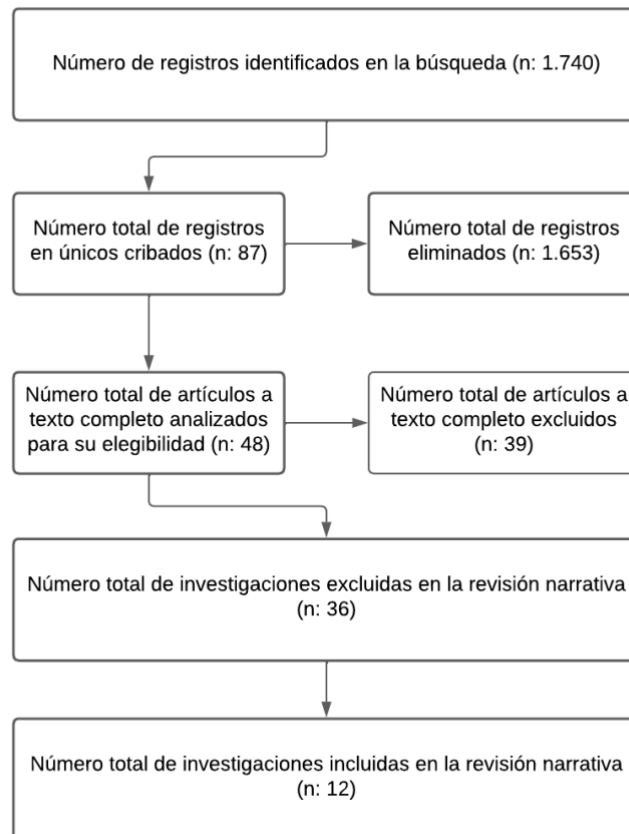 Número de registros identificados en la búsqueda (n: 1.740)
Número total de registros
en únicos cribados (n: 87)
Número total de registros
eliminados (n: 1.653)
Número total de artículos a
texto completo analizados
para su elegibilidad (n: 48)
Número total de artículos a
texto completo excluidos
(n: 39)
Número total de investigaciones excluidas en la revisión narrativa
(n: 36)
Número total de investigaciones incluidas en la revisión narrativa
(n: 12)